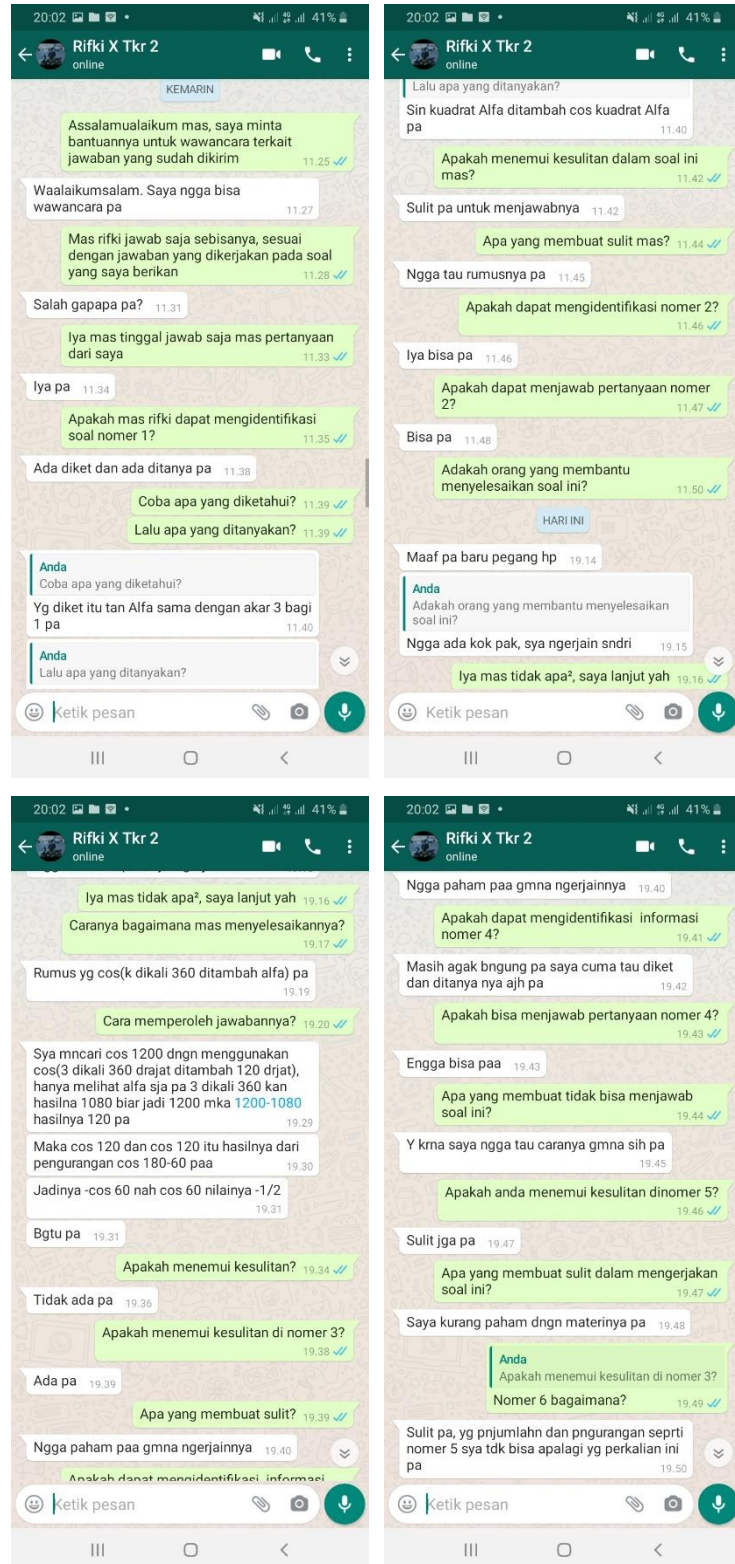 20:02 41%
Rifki X Tkr 2
online
KEMARIN
Assalamualaikum mas, saya minta
bantuannya untuk wawancara terkait
jawaban yang sudah dikirim 11.25
Waalaikumsalam. Saya ngga bisa
wawancara pa 11.27
Mas rifki jawab saja sebisanya, sesuai
dengan jawaban yang dikerjakan pada soal
yang saya berikan 11.28
Salah gapapa pa? 11.31
Iya mas tinggal jawab saja mas pertanyaan
dari saya 11.33
Iya pa 11.34
Apakah mas rifki dapat mengidentifikasi
soal nomer 1? 11.35
Ada diket dan ada ditanya pa 11.38
Coba apa yang diketahui? 11.39
Lalu apa yang ditanyakan? 11.39
Anda
Coba apa yang diketahui?
Yg diket itu tan Alfa sama dengan akar 3 bagi
1 pa 11.40
Anda
Lalu apa yang ditanyakan?
Ketik pesan
20:02 41%
Rifki X Tkr 2
online
Lalu apa yang ditanyakan?
Sin kuadrat Alfa ditambah cos kuadrat Alfa
pa 11.40
Apakah menemui kesulitan dalam soal ini
mas? 11.42
Sulit pa untuk menjawabnya 11.42
Apa yang membuat sulit mas? 11.44
Ngga tau rumusnya pa 11.45
Apakah dapat mengidentifikasi nomer 2?
11.46
Iya bisa pa 11.46
Apakah dapat menjawab pertanyaan nomer
2? 11.47
Bisa pa 11.48
Adakah orang yang membantu
menyelesaikan soal ini? 11.50
HARI INI
Maaf pa baru pegang hp 19.14
Anda
Adakah orang yang membantu menyelesaikan
soal ini?
Ngga ada kok pak, sya ngerjain sndri 19.15
Iya mas tidak apa², saya lanjut yah 19.16
Ketik pesan
20:02 41%
Rifki X Tkr 2
online
Iya mas tidak apa², saya lanjut yah 19.16
Caranya bagaimana mas menyelesaikannya?
19.17
Rumus yg cos(k dikali 360 ditambah alfa) pa
19.19
Cara memperoleh jawabannya? 19.20
Sya mncari cos 1200 dngn menggunakan
cos(3 dikali 360 drajat ditambah 120 drjat),
hanya melihat alfa sja pa 3 dikali 360 kan
hasilna 1080 biar jadi 1200 mka 1200-1080
hasilnya 120 pa 19.29
Maka cos 120 dan cos 120 itu hasilnya dari
pengurangan cos 180-60 paa 19.30
Jadinya -cos 60 nah cos 60 nilainya -1/2
19.31
Bgtu pa 19.31
Apakah menemui kesulitan? 19.34
Tidak ada pa 19.36
Apakah menemui kesulitan di nomer 3?
19.38
Ada pa 19.39
Apa yang membuat sulit? 19.39
Ngga paham paa gmna ngerjainnya 19.40
Apakah dapat mengidentifikasi informasi
Ketik pesan
20:02 41%
Rifki X Tkr 2
online
Ngga paham paa gmna ngerjainnya 19.40
Apakah dapat mengidentifikasi informasi
nomer 4? 19.41
Masih agak bngung pa saya cuma tau diket
dan ditanya nya ajh pa 19.42
Apakah bisa menjawab pertanyaan nomer 4?
19.43
Engga bisa paa 19.43
Apa yang membuat tidak bisa menjawab
soal ini? 19.44
Y krna saya ngga tau caranya gmna sih pa
19.45
Apakah anda menemui kesulitan dinomer 5?
19.46
Sulit jga pa 19.47
Apa yang membuat sulit dalam mengerjakan
soal ini? 19.47
Saya kurang paham dngn materinya pa 19.48
Anda
Apakah menemui kesulitan di nomer 3?
Nomer 6 bagaimana? 19.49
Sulit pa, yg pnjumlahn dan pngurangan seprti
nomer 5 sya tdk bisa apalagi yg perkalian ini
pa 19.50
Ketik pesan